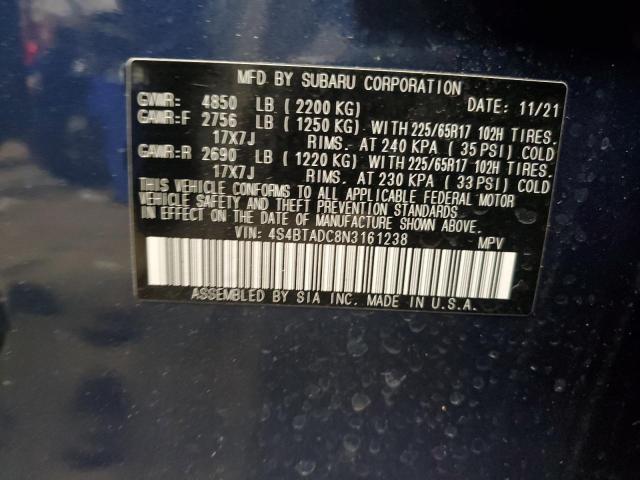 MFD BY SUBARU CORPORATION
GVWR: 4850 LB (2200 KG) DATE: 11/21
GAWR:F 2756 LB (1250 KG) WITH 225/65R17 102H TIRES.
17X7J RIMS. AT 240 KPA (35 PSI) COLD
GAWR:R 2690 LB (1220 KG) WITH 225/65R17 102H TIRES.
17X7J RIMS. AT 230 KPA (33 PSI) COLD
THIS VEHICLE CONFORMS TO ALL APPLICABLE FEDERAL MOTOR
VEHICLE SAFETY AND THEFT PREVENTION STANDARDS
IN EFFECT ON THE DATE OF MANUFACTURE SHOWN ABOVE.
VIN: 4S4BTADC8N3161238 MPV
ASSEMBLED BY SIA INC. MADE IN U.S.A.